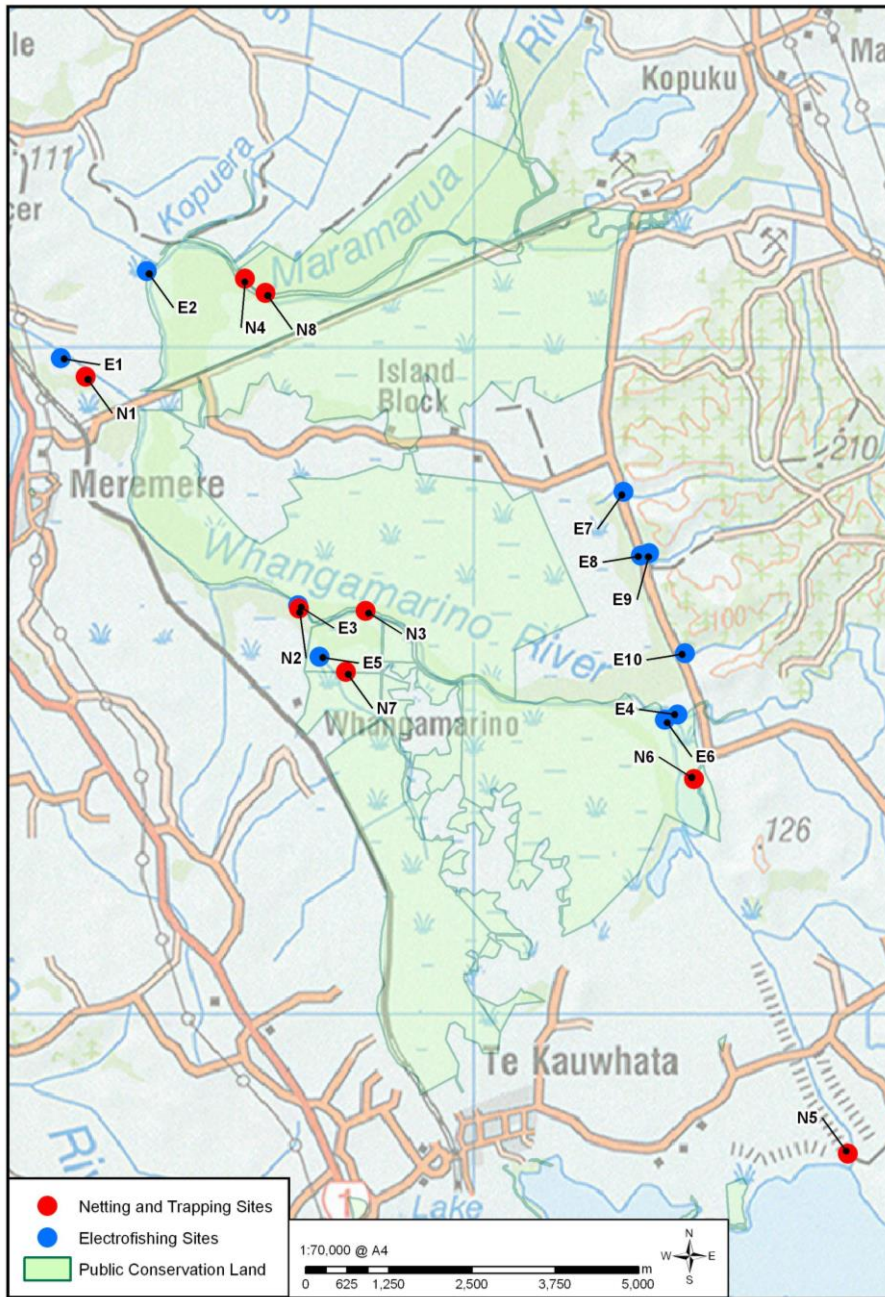 le
Riv
Kopuku
Ma
111
cer
Kopuera
Maramarua
E2
N4
N8
E1
N1
Island
Block
Meremere
210
E7
E8
E9
Whangamarino River
E3
N2
N3
E5
N7
100
E10
Whangamarino
E4
E6
N6
126
Te Kauwhata
N5
Ri
1
Lake
Netting and Trapping Sites
Electrofishing Sites
Public Conservation Land
1:70,000 @ A4
0 625 1,250 2,500 3,750 5,000 m
N
W E
S